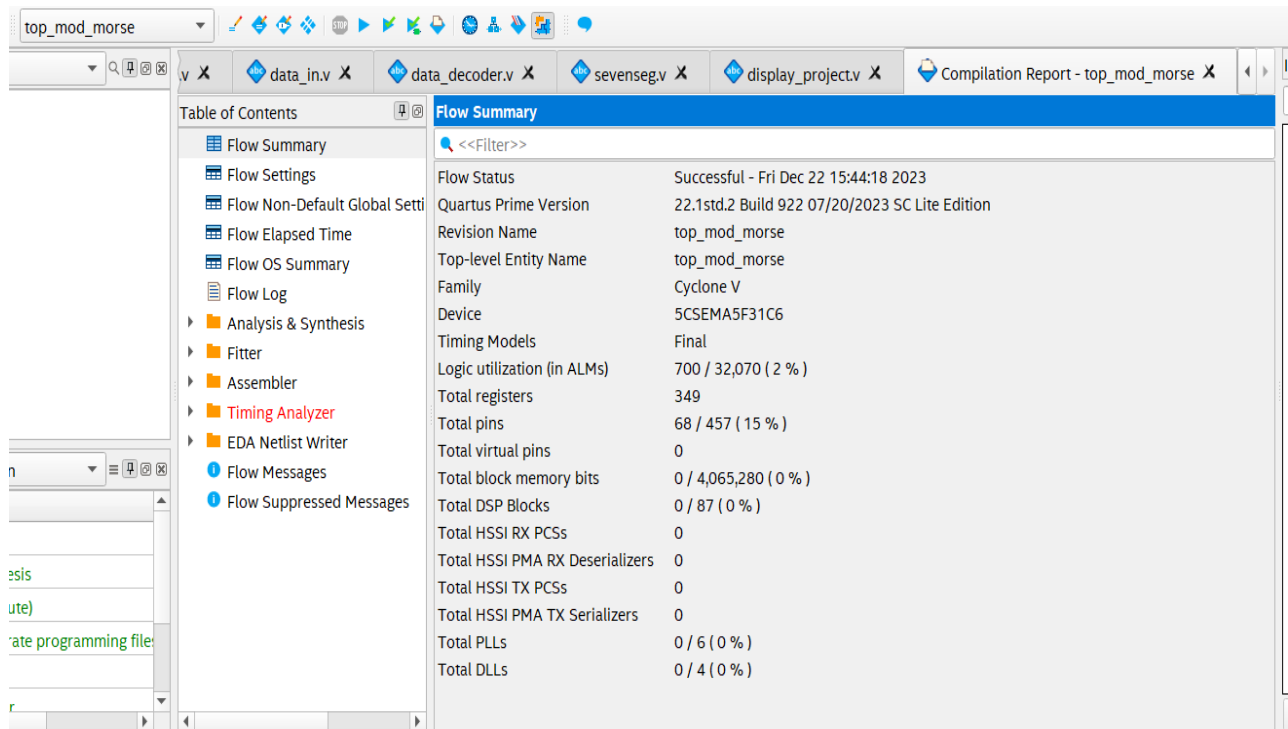 top_mod_morse
STOP
.v X
abc data_in.v X
abc data_decoder.v X
abc sevenseg.v X
abc display_project.v X
Compilation Report - top_mod_morse X
Table of Contents
Flow Summary
Flow Settings
Flow Non-Default Global Setti
Flow Elapsed Time
Flow OS Summary
Flow Log
Analysis & Synthesis
Fitter
Assembler
Timing Analyzer
EDA Netlist Writer
Flow Messages
Flow Suppressed Messages
Flow Summary
<<Filter>>
Flow Status Successful - Fri Dec 22 15:44:18 2023
Quartus Prime Version 22.1std.2 Build 922 07/20/2023 SC Lite Edition
Revision Name top_mod_morse
Top-level Entity Name top_mod_morse
Family Cyclone V
Device 5CSEMA5F31C6
Timing Models Final
Logic utilization (in ALMs) 700 / 32,070 ( 2 % )
Total registers 349
Total pins 68 / 457 ( 15 % )
Total virtual pins 0
Total block memory bits 0 / 4,065,280 ( 0 % )
Total DSP Blocks 0 / 87 ( 0 % )
Total HSSI RX PCSs 0
Total HSSI PMA RX Deserializers 0
Total HSSI TX PCSs 0
Total HSSI PMA TX Serializers 0
Total PLLs 0 / 6 ( 0 % )
Total DLLs 0 / 4 ( 0 % )
n
esis
ute)
rate programming files
r